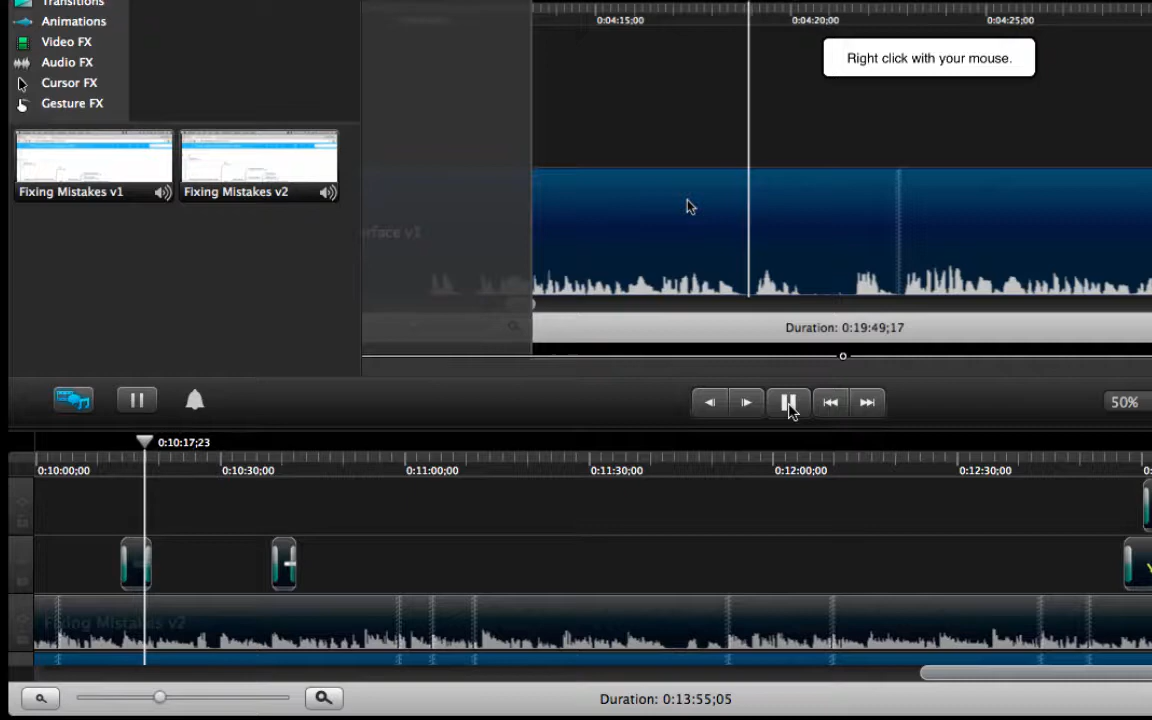 Transitions
Animations
Video FX
Audio FX
Cursor FX
Gesture FX
Fixing Mistakes v1
Fixing Mistakes v2
0:04:15;00
0:04:20;00
0:04:25;00
Right click with your mouse.
rface v1
Duration: 0:19:49;17
50%
0:10:17;23
0:10:00;00
0:10:30;00
0:11:00;00
0:11:30;00
0:12:00;00
0:12:30;00
0:
Fixing Mistakes v2
Duration: 0:13:55;05